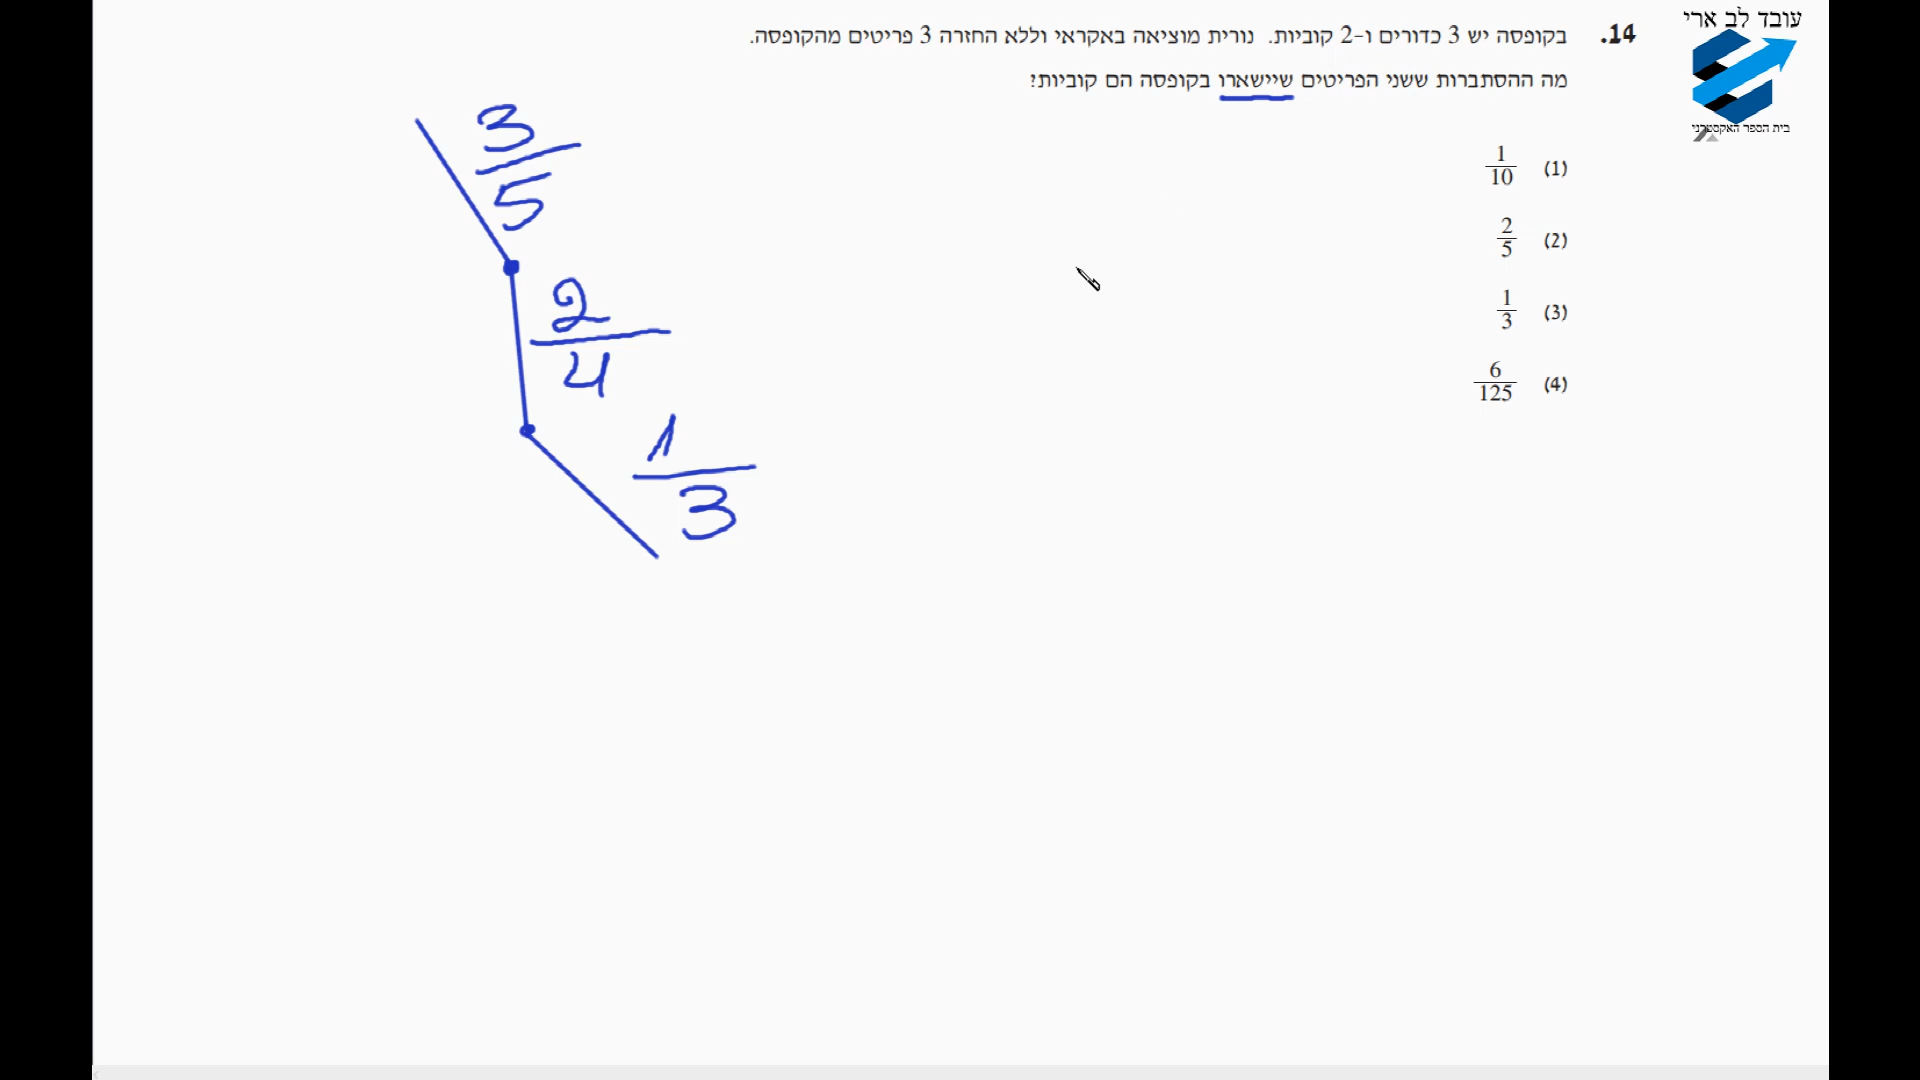 עובד לב ארי
בית הספר האקסטרני
.14 בקופסה יש 3 כדורים ו-2 קוביות. נורית מוציאה באקראי וללא החזרה 3 פריטים מהקופסה.
מה ההסתברות ששני הפריטים שיישארו בקופסה הם קוביות?
(1) 1/10
(2) 2/5
(3) 1/3
(4) 6/125
3/5
2/4
1/3